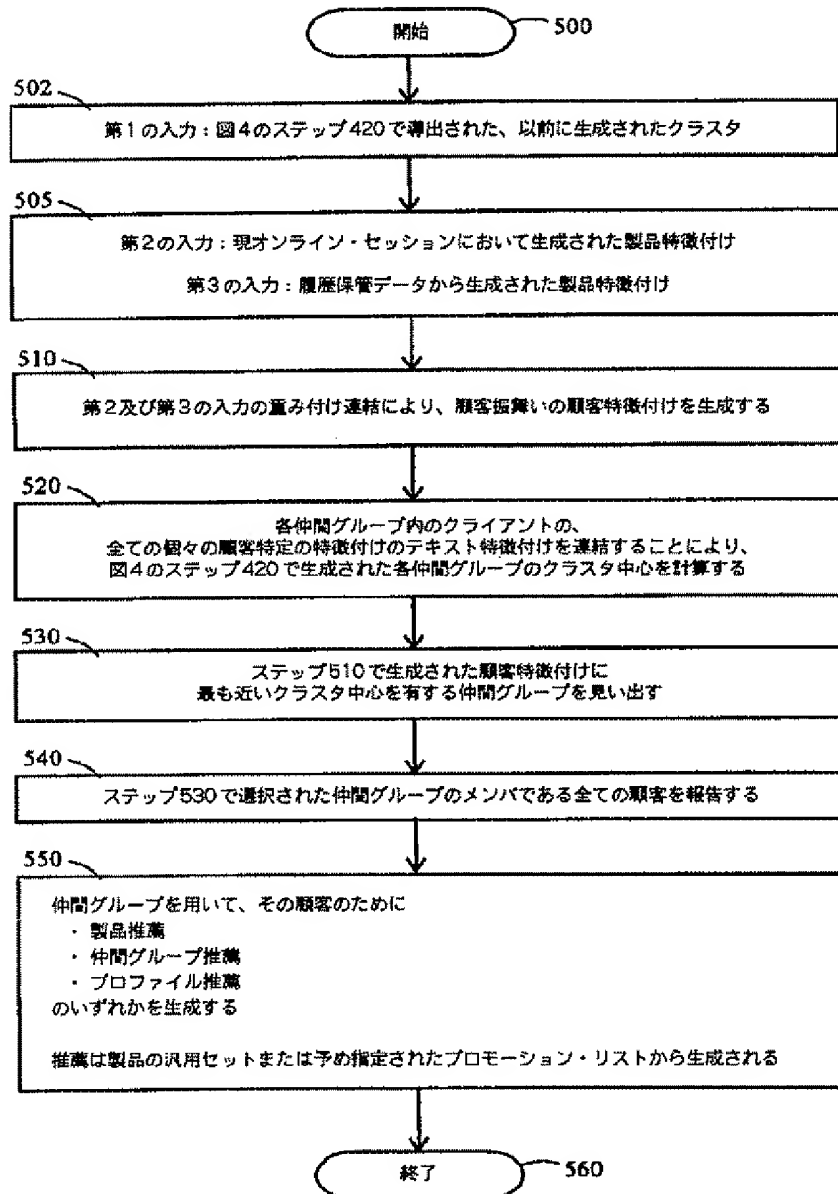 開始
500
502
第1の入力:図4のステップ420で導出された、以前に生成されたクラスタ
505
第2の入力:現オンライン・セッションにおいて生成された製品特徴付け
第3の入力:履歴保管データから生成された製品特徴付け
510
第2及び第3の入力の重み付け連結により、顧客振舞いの顧客特徴付けを生成する
520
各仲間グループ内のクライアントの、
全ての個々の顧客特定の特徴付けのテキスト特徴付けを連結することにより、
図4のステップ420で生成された各仲間グループのクラスタ中心を計算する
530
ステップ510で生成された顧客特徴付けに
最も近いクラスタ中心を有する仲間グループを見い出す
540
ステップ530で選択された仲間グループのメンバである全ての顧客を報告する
550
仲間グループを用いて、その顧客のために
・ 製品推薦
・ 仲間グループ推薦
・ プロファイル推薦
のいずれかを生成する
推薦は製品の汎用セットまたは予め指定されたプロモーション・リストから生成される
終了
560